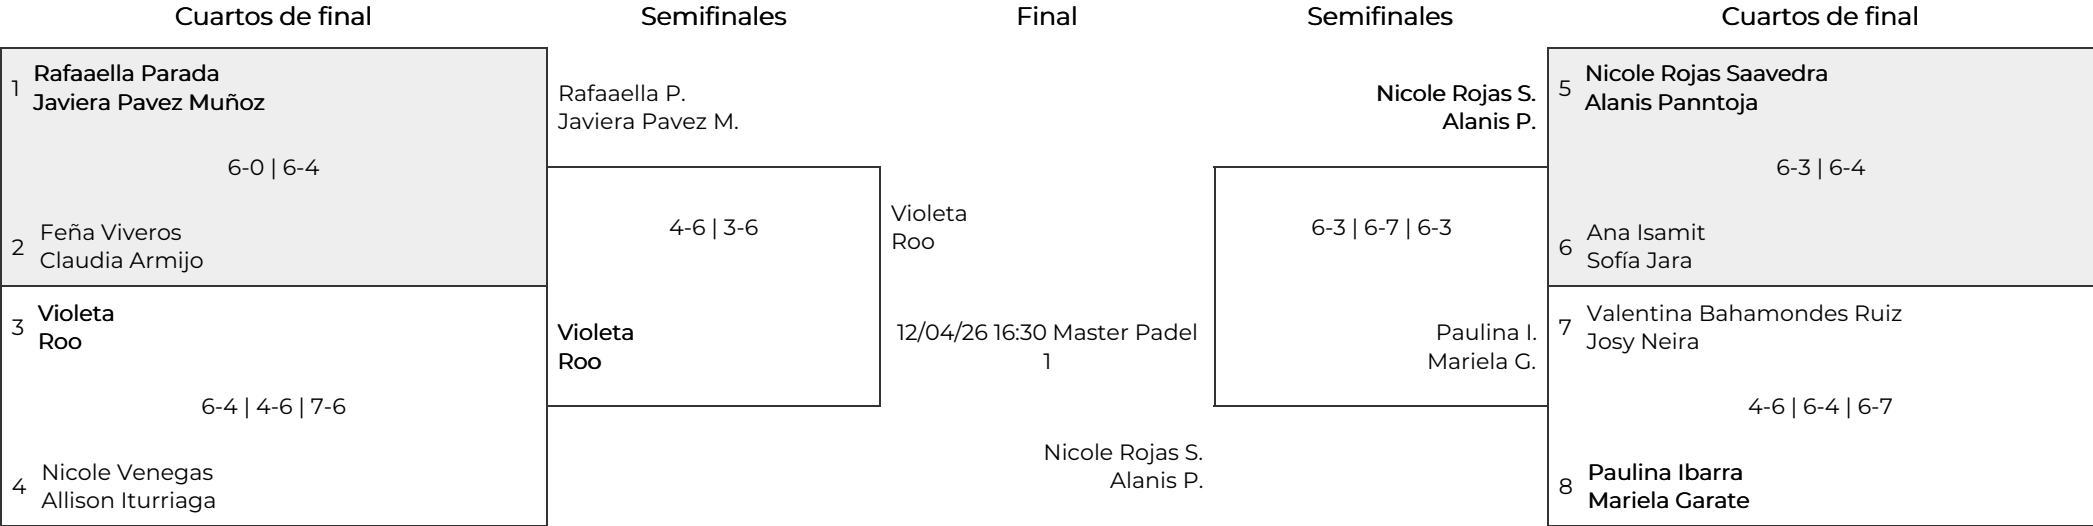 Cuartos de final
Semifinales
Final
Semifinales
Cuartos de final
1
Rafaaella Parada
Javiera Pavez Muñoz
6-0 | 6-4
2
Feña Viveros
Claudia Armijo
3
Violeta
Roo
6-4 | 4-6 | 7-6
4
Nicole Venegas
Allison Iturriaga
Rafaaella P.
Javiera Pavez M.
4-6 | 3-6
Violeta
Roo
Violeta
Roo
12/04/26 16:30 Master Padel
1
Nicole Rojas S.
Alanis P.
Nicole Rojas S.
Alanis P.
6-3 | 6-7 | 6-3
Paulina I.
Mariela G.
5
Nicole Rojas Saavedra
Alanis Panntoja
6-3 | 6-4
6
Ana Isamit
Sofía Jara
7
Valentina Bahamondes Ruiz
Josy Neira
4-6 | 6-4 | 6-7
8
Paulina Ibarra
Mariela Garate